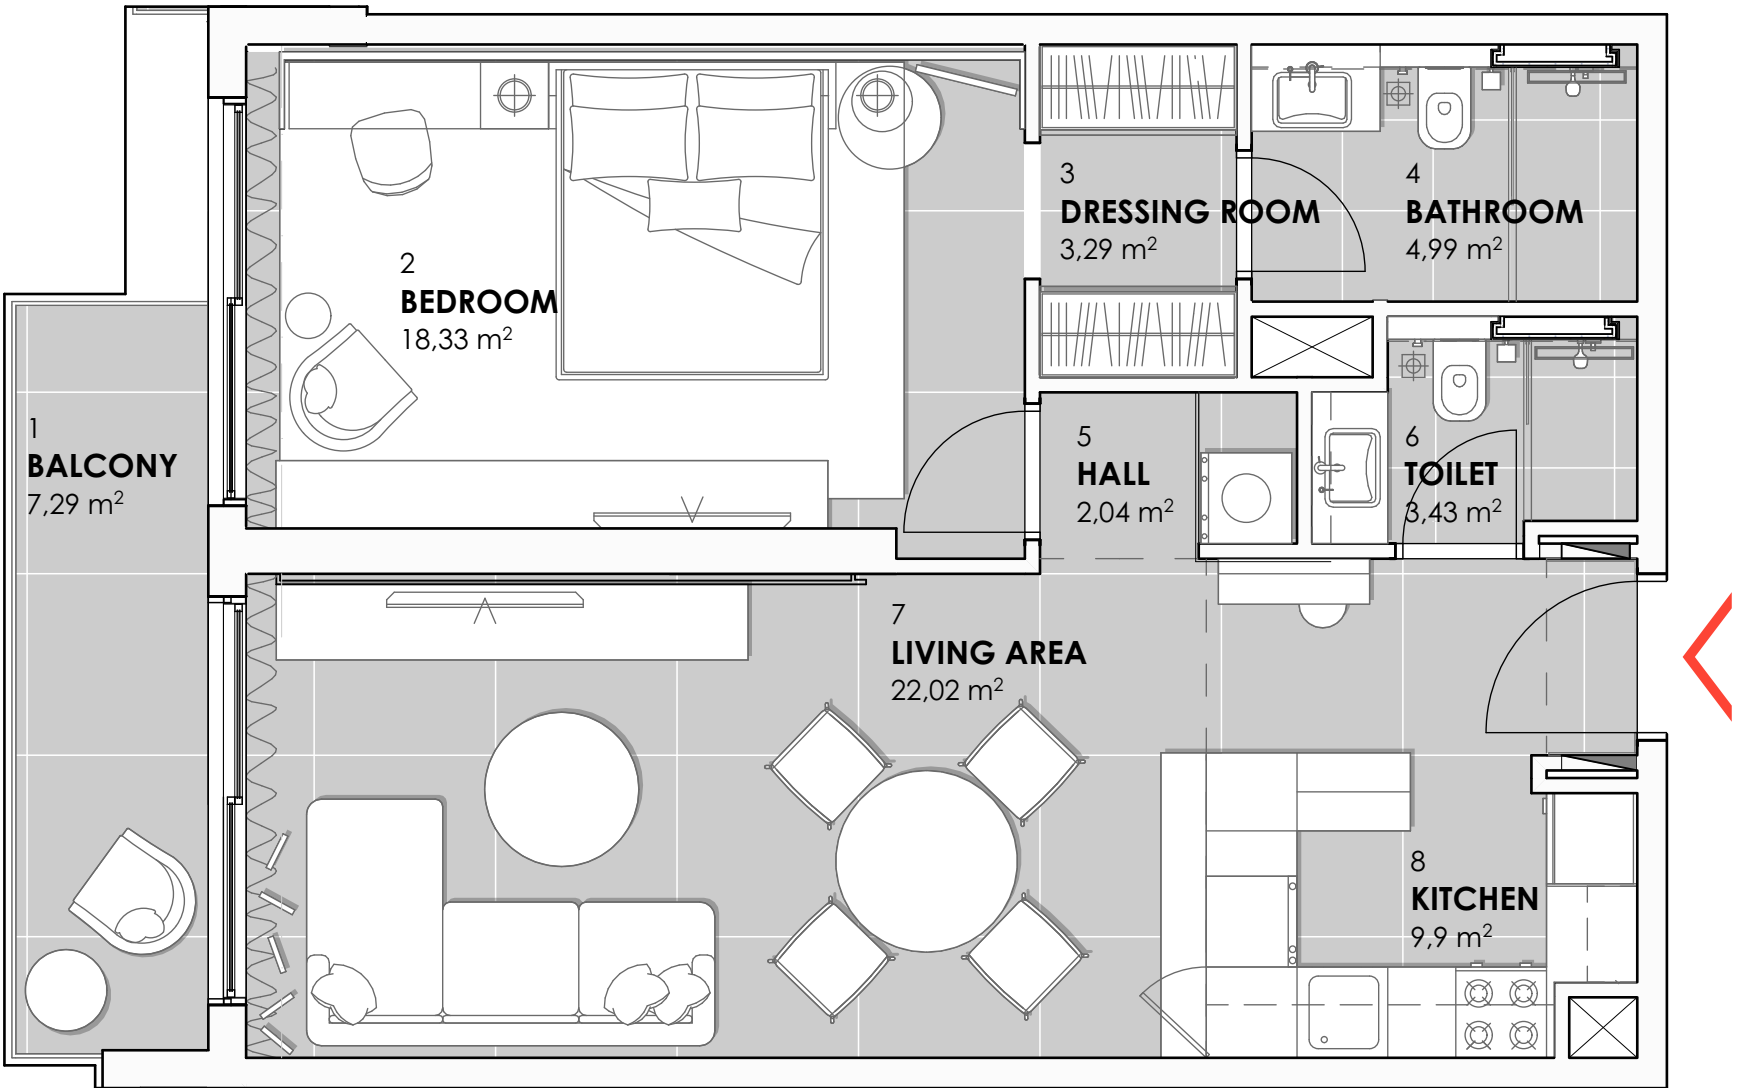 1
BALCONY
7,29 m²
2
BEDROOM
18,33 m²
3
DRESSING ROOM
3,29 m²
4
BATHROOM
4,99 m²
5
HALL
2,04 m²
6
TOILET
3,43 m²
7
LIVING AREA
22,02 m²
8
KITCHEN
9,9 m²